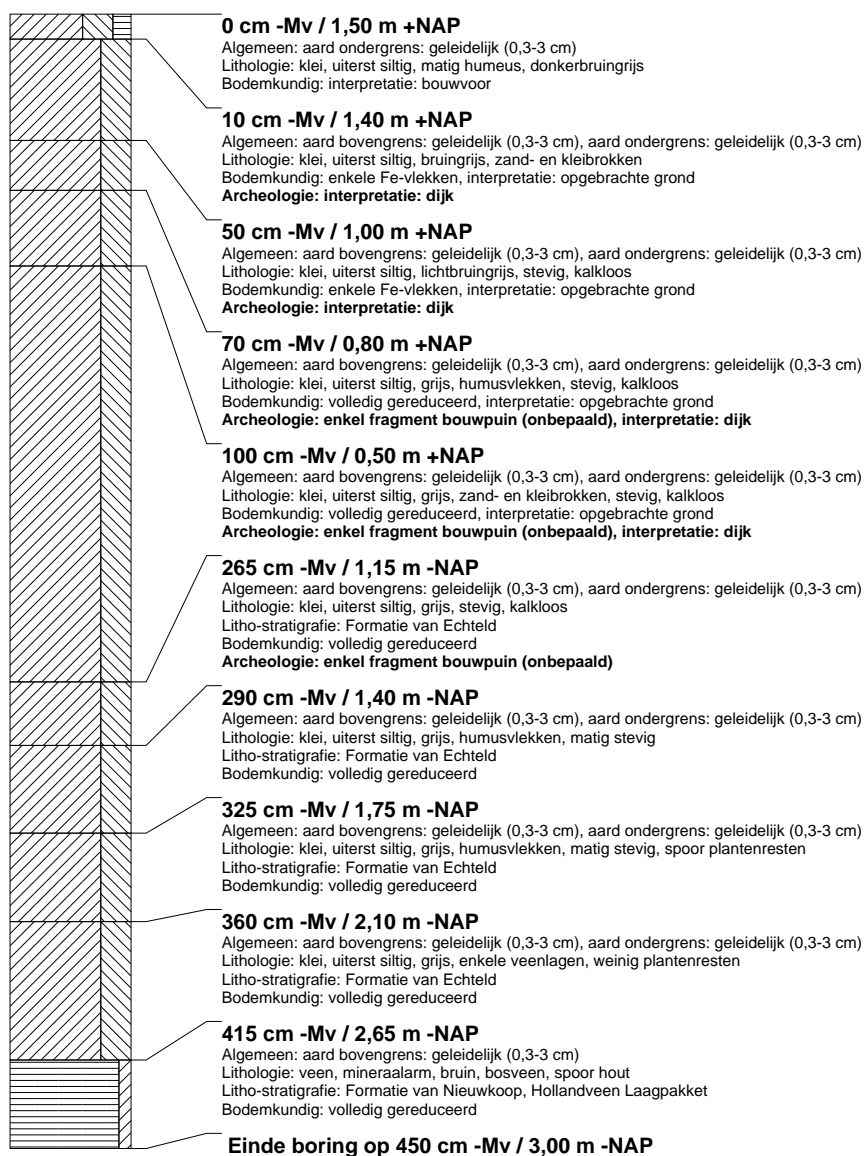 0 cm -Mv / 1,50 m +NAP
Algemeen: aard ondergrens: geleidelijk (0,3-3 cm)
Lithologie: klei, uiterst siltig, matig humeus, donkerbruingrijs
Bodemkundig: interpretatie: bouwvoor
10 cm -Mv / 1,40 m +NAP
Algemeen: aard bovengrens: geleidelijk (0,3-3 cm), aard ondergrens: geleidelijk (0,3-3 cm)
Lithologie: klei, uiterst siltig, bruingrijs, zand- en kleibrokken
Bodemkundig: enkele Fe-vlekken, interpretatie: opgebrachte grond
Archeologie: interpretatie: dijk
50 cm -Mv / 1,00 m +NAP
Algemeen: aard bovengrens: geleidelijk (0,3-3 cm), aard ondergrens: geleidelijk (0,3-3 cm)
Lithologie: klei, uiterst siltig, lichtbruingrijs, stevig, kalkloos
Bodemkundig: enkele Fe-vlekken, interpretatie: opgebrachte grond
Archeologie: interpretatie: dijk
70 cm -Mv / 0,80 m +NAP
Algemeen: aard bovengrens: geleidelijk (0,3-3 cm), aard ondergrens: geleidelijk (0,3-3 cm)
Lithologie: klei, uiterst siltig, grijs, humusvlekken, stevig, kalkloos
Bodemkundig: volledig gereduceerd, interpretatie: opgebrachte grond
Archeologie: enkel fragment bouwpuin (onbepaald), interpretatie: dijk
100 cm -Mv / 0,50 m +NAP
Algemeen: aard bovengrens: geleidelijk (0,3-3 cm), aard ondergrens: geleidelijk (0,3-3 cm)
Lithologie: klei, uiterst siltig, grijs, zand- en kleibrokken, stevig, kalkloos
Bodemkundig: volledig gereduceerd, interpretatie: opgebrachte grond
Archeologie: enkel fragment bouwpuin (onbepaald), interpretatie: dijk
265 cm -Mv / 1,15 m -NAP
Algemeen: aard bovengrens: geleidelijk (0,3-3 cm), aard ondergrens: geleidelijk (0,3-3 cm)
Lithologie: klei, uiterst siltig, grijs, stevig, kalkloos
Litho-stratigrafie: Formatie van Echteld
Bodemkundig: volledig gereduceerd
Archeologie: enkel fragment bouwpuin (onbepaald)
290 cm -Mv / 1,40 m -NAP
Algemeen: aard bovengrens: geleidelijk (0,3-3 cm), aard ondergrens: geleidelijk (0,3-3 cm)
Lithologie: klei, uiterst siltig, grijs, humusvlekken, matig stevig
Litho-stratigrafie: Formatie van Echteld
Bodemkundig: volledig gereduceerd
325 cm -Mv / 1,75 m -NAP
Algemeen: aard bovengrens: geleidelijk (0,3-3 cm), aard ondergrens: geleidelijk (0,3-3 cm)
Lithologie: klei, uiterst siltig, grijs, humusvlekken, matig stevig, spoor plantenresten
Litho-stratigrafie: Formatie van Echteld
Bodemkundig: volledig gereduceerd
360 cm -Mv / 2,10 m -NAP
Algemeen: aard bovengrens: geleidelijk (0,3-3 cm), aard ondergrens: geleidelijk (0,3-3 cm)
Lithologie: klei, uiterst siltig, grijs, enkele veenlagen, weinig plantenresten
Litho-stratigrafie: Formatie van Echteld
Bodemkundig: volledig gereduceerd
415 cm -Mv / 2,65 m -NAP
Algemeen: aard bovengrens: geleidelijk (0,3-3 cm)
Lithologie: veen, mineraalarm, bruin, bosveen, spoor hout
Litho-stratigrafie: Formatie van Nieuwkoop, Hollandveen Laagpakket
Bodemkundig: volledig gereduceerd
Einde boring op 450 cm -Mv / 3,00 m -NAP